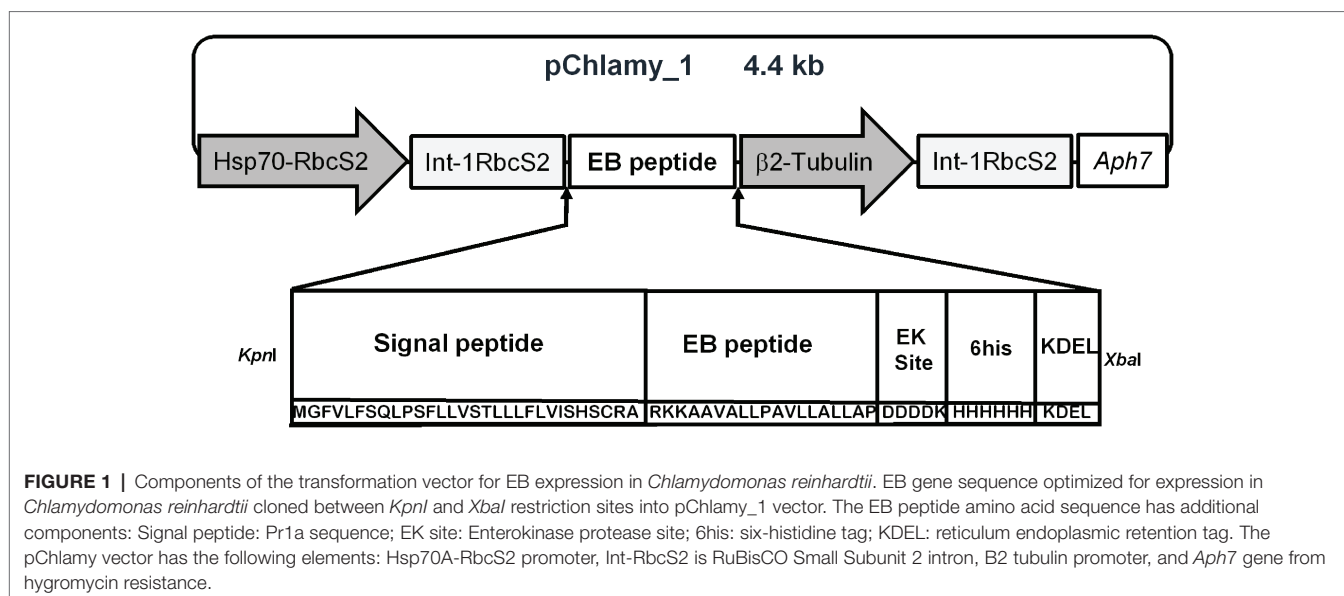 pChlamy_1 4.4 kb
Hsp70-RbcS2 Int-1RbcS2 EB peptide β2-Tubulin Int-1RbcS2 Aph7
KpnI Signal peptide EB peptide EK Site 6his KDEL XbaI
MGFVLFSQLPSFLLVSTLLLFLVISHSCRA RKKAAVALLPAVLLALLAP DDDDK HHHHHH KDEL
FIGURE 1 | Components of the transformation vector for EB expression in Chlamydomonas reinhardtii. EB gene sequence optimized for expression in
Chlamydomonas reinhardtii cloned between KpnI and XbaI restriction sites into pChlamy_1 vector. The EB peptide amino acid sequence has additional
components: Signal peptide: Pr1a sequence; EK site: Enterokinase protease site; 6his: six-histidine tag; KDEL: reticulum endoplasmic retention tag. The
pChlamy vector has the following elements: Hsp70A-RbcS2 promoter, Int-RbcS2 is RuBisCO Small Subunit 2 intron, B2 tubulin promoter, and Aph7 gene from
hygromycin resistance.